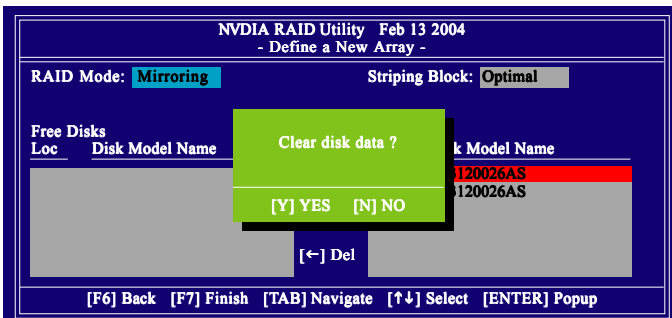 NVDIA RAID Utility Feb 13 2004
- Define a New Array -
RAID Mode: Mirroring Striping Block: Optimal
Free Disks
Loc Disk Model Name
Model Name
Clear disk data ?
[Y] YES [N] NO
120026AS
120026AS
[←] Del
[F6] Back [F7] Finish [TAB] Navigate [↑↓] Select [ENTER] Popup